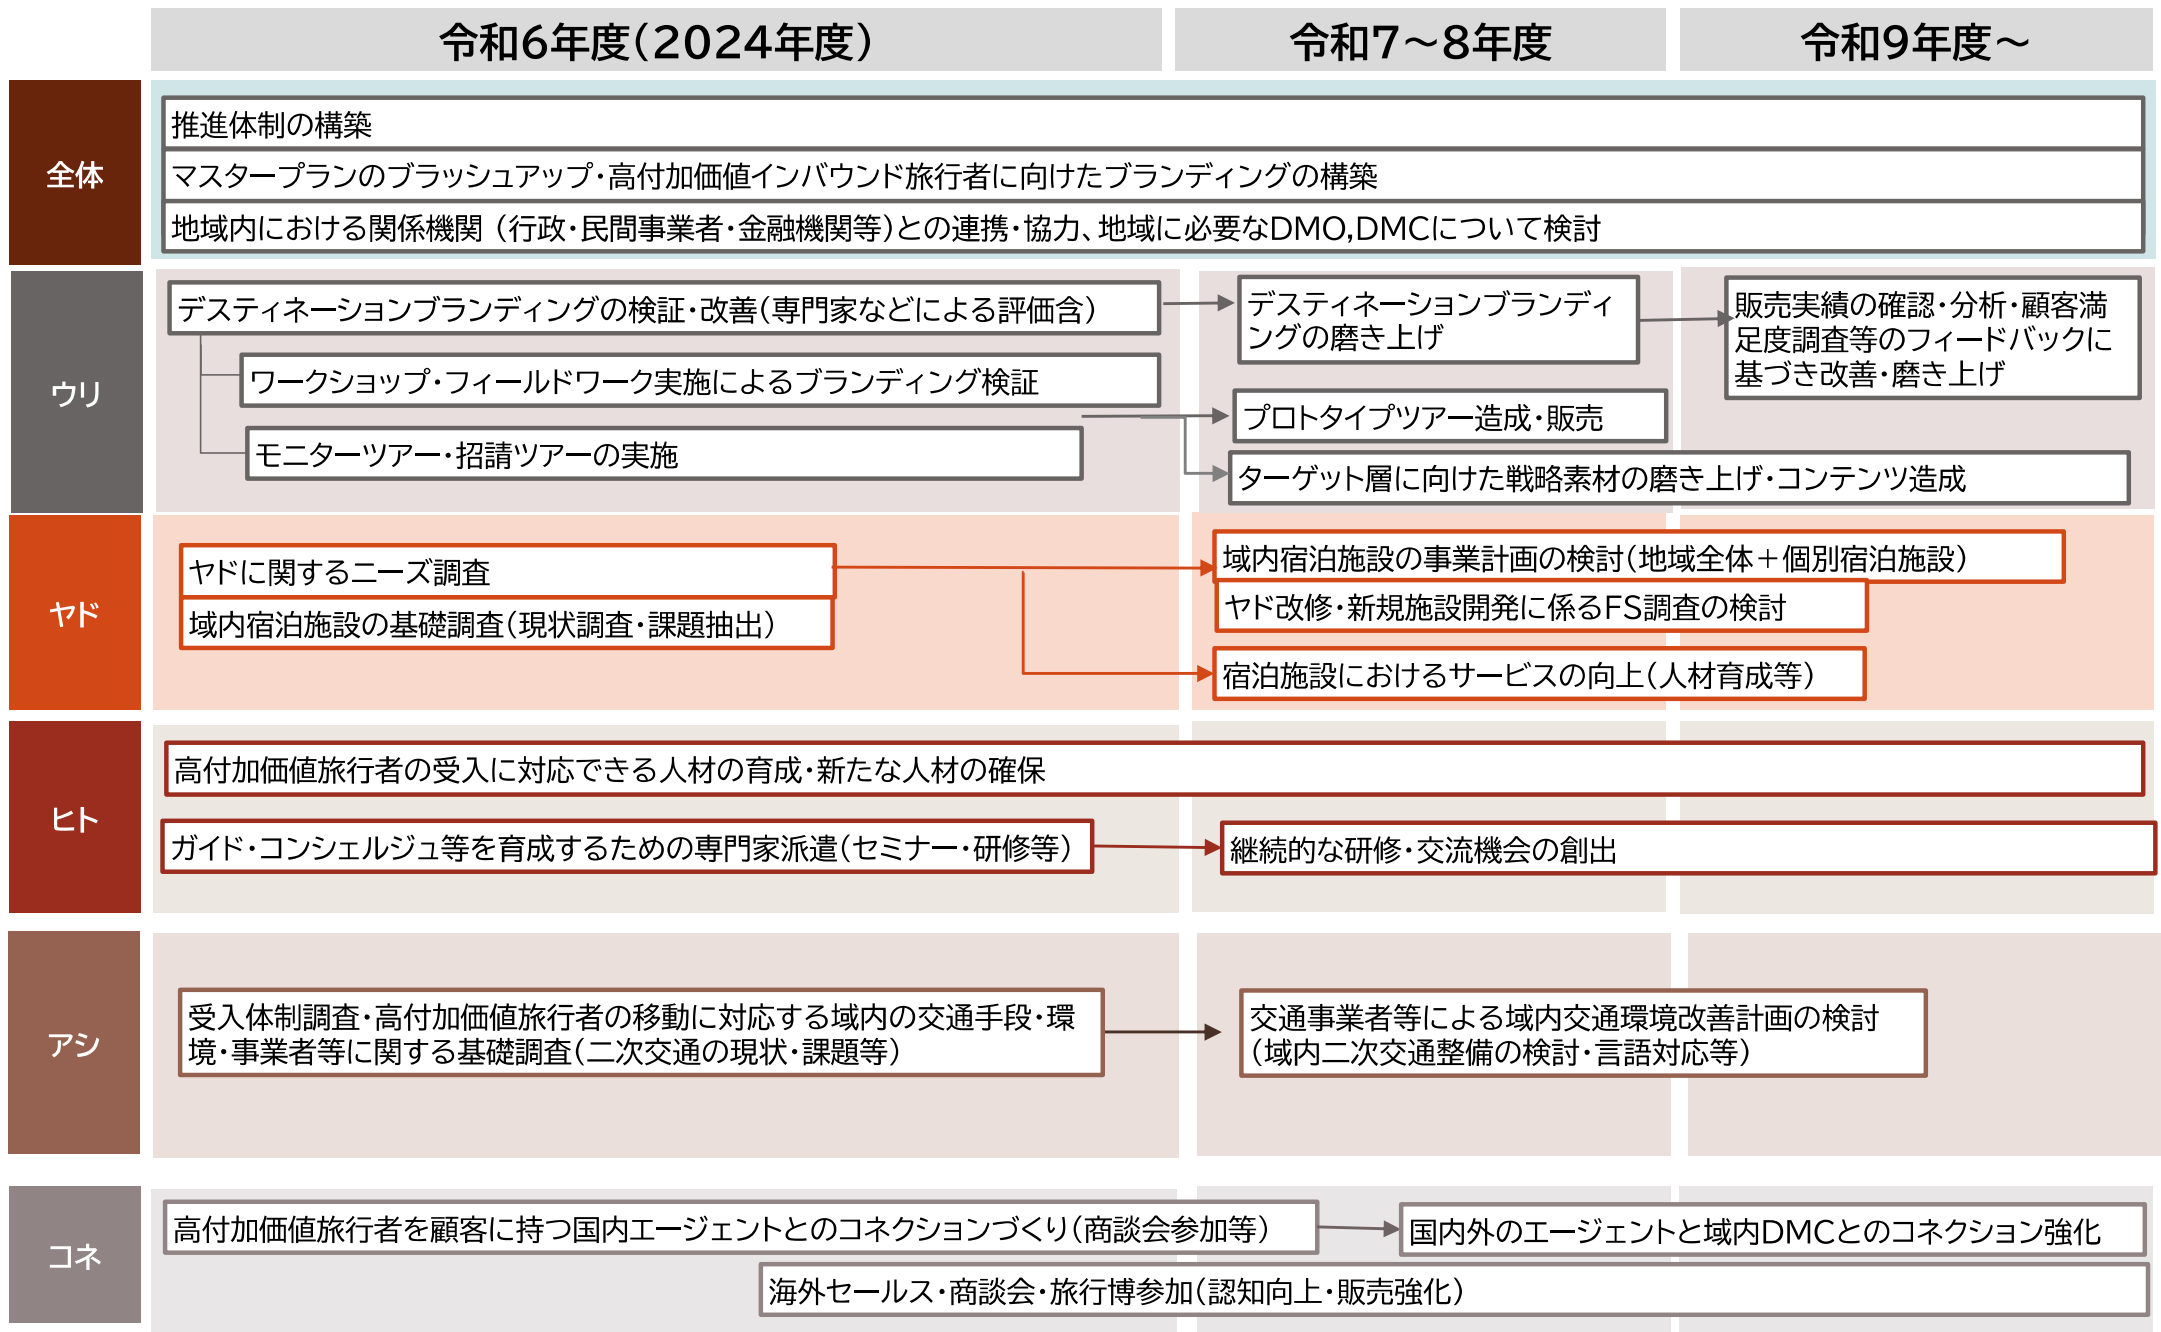 令和6年度（2024年度）
令和7～8年度
令和9年度～
全体
推進体制の構築
マスタープランのブラッシュアップ・高付加価値インバウンド旅行者に向けたブランディングの構築
地域内における関係機関（行政・民間事業者・金融機関等）との連携・協力、地域に必要なDMO,DMCについて検討
ウリ
デスティネーションブランディングの検証・改善（専門家などによる評価含）
ワークショップ・フィールドワーク実施によるブランディング検証
モニターツアー・招請ツアーの実施
デスティネーションブランディ
ングの磨き上げ
プロトタイプツアー造成・販売
ターゲット層に向けた戦略素材の磨き上げ・コンテンツ造成
販売実績の確認・分析・顧客満
足度調査等のフィードバックに
基づき改善・磨き上げ
ヤド
ヤドに関するニーズ調査
域内宿泊施設の基礎調査（現状調査・課題抽出）
域内宿泊施設の事業計画の検討（地域全体＋個別宿泊施設）
ヤド改修・新規施設開発に係るFS調査の検討
宿泊施設におけるサービスの向上（人材育成等）
ヒト
高付加価値旅行者の受入に対応できる人材の育成・新たな人材の確保
ガイド・コンシェルジュ等を育成するための専門家派遣（セミナー・研修等）
継続的な研修・交流機会の創出
アシ
受入体制調査・高付加価値旅行者の移動に対応する域内の交通手段・環
境・事業者等に関する基礎調査（二次交通の現状・課題等）
交通事業者等による域内交通環境改善計画の検討
（域内二次交通整備の検討・言語対応等）
コネ
高付加価値旅行者を顧客に持つ国内エージェントとのコネクションづくり（商談会参加等）
国内外のエージェントと域内DMCとのコネクション強化
海外セールス・商談会・旅行博参加（認知向上・販売強化）